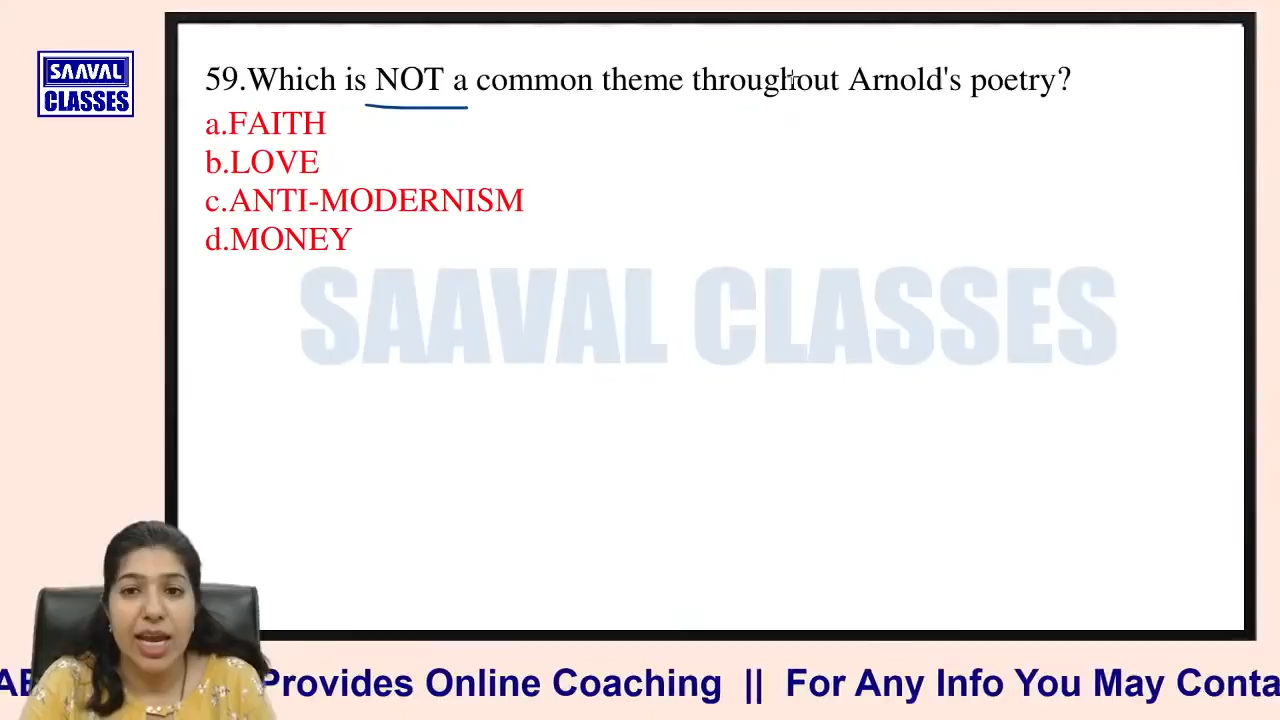 SAAVAL
CLASSES
59.Which is NOT a common theme throughout Arnold's poetry?
a.FAITH
b.LOVE
c.ANTI-MODERNISM
d.MONEY
SAAVAL CLASSES
Provides Online Coaching || For Any Info You May